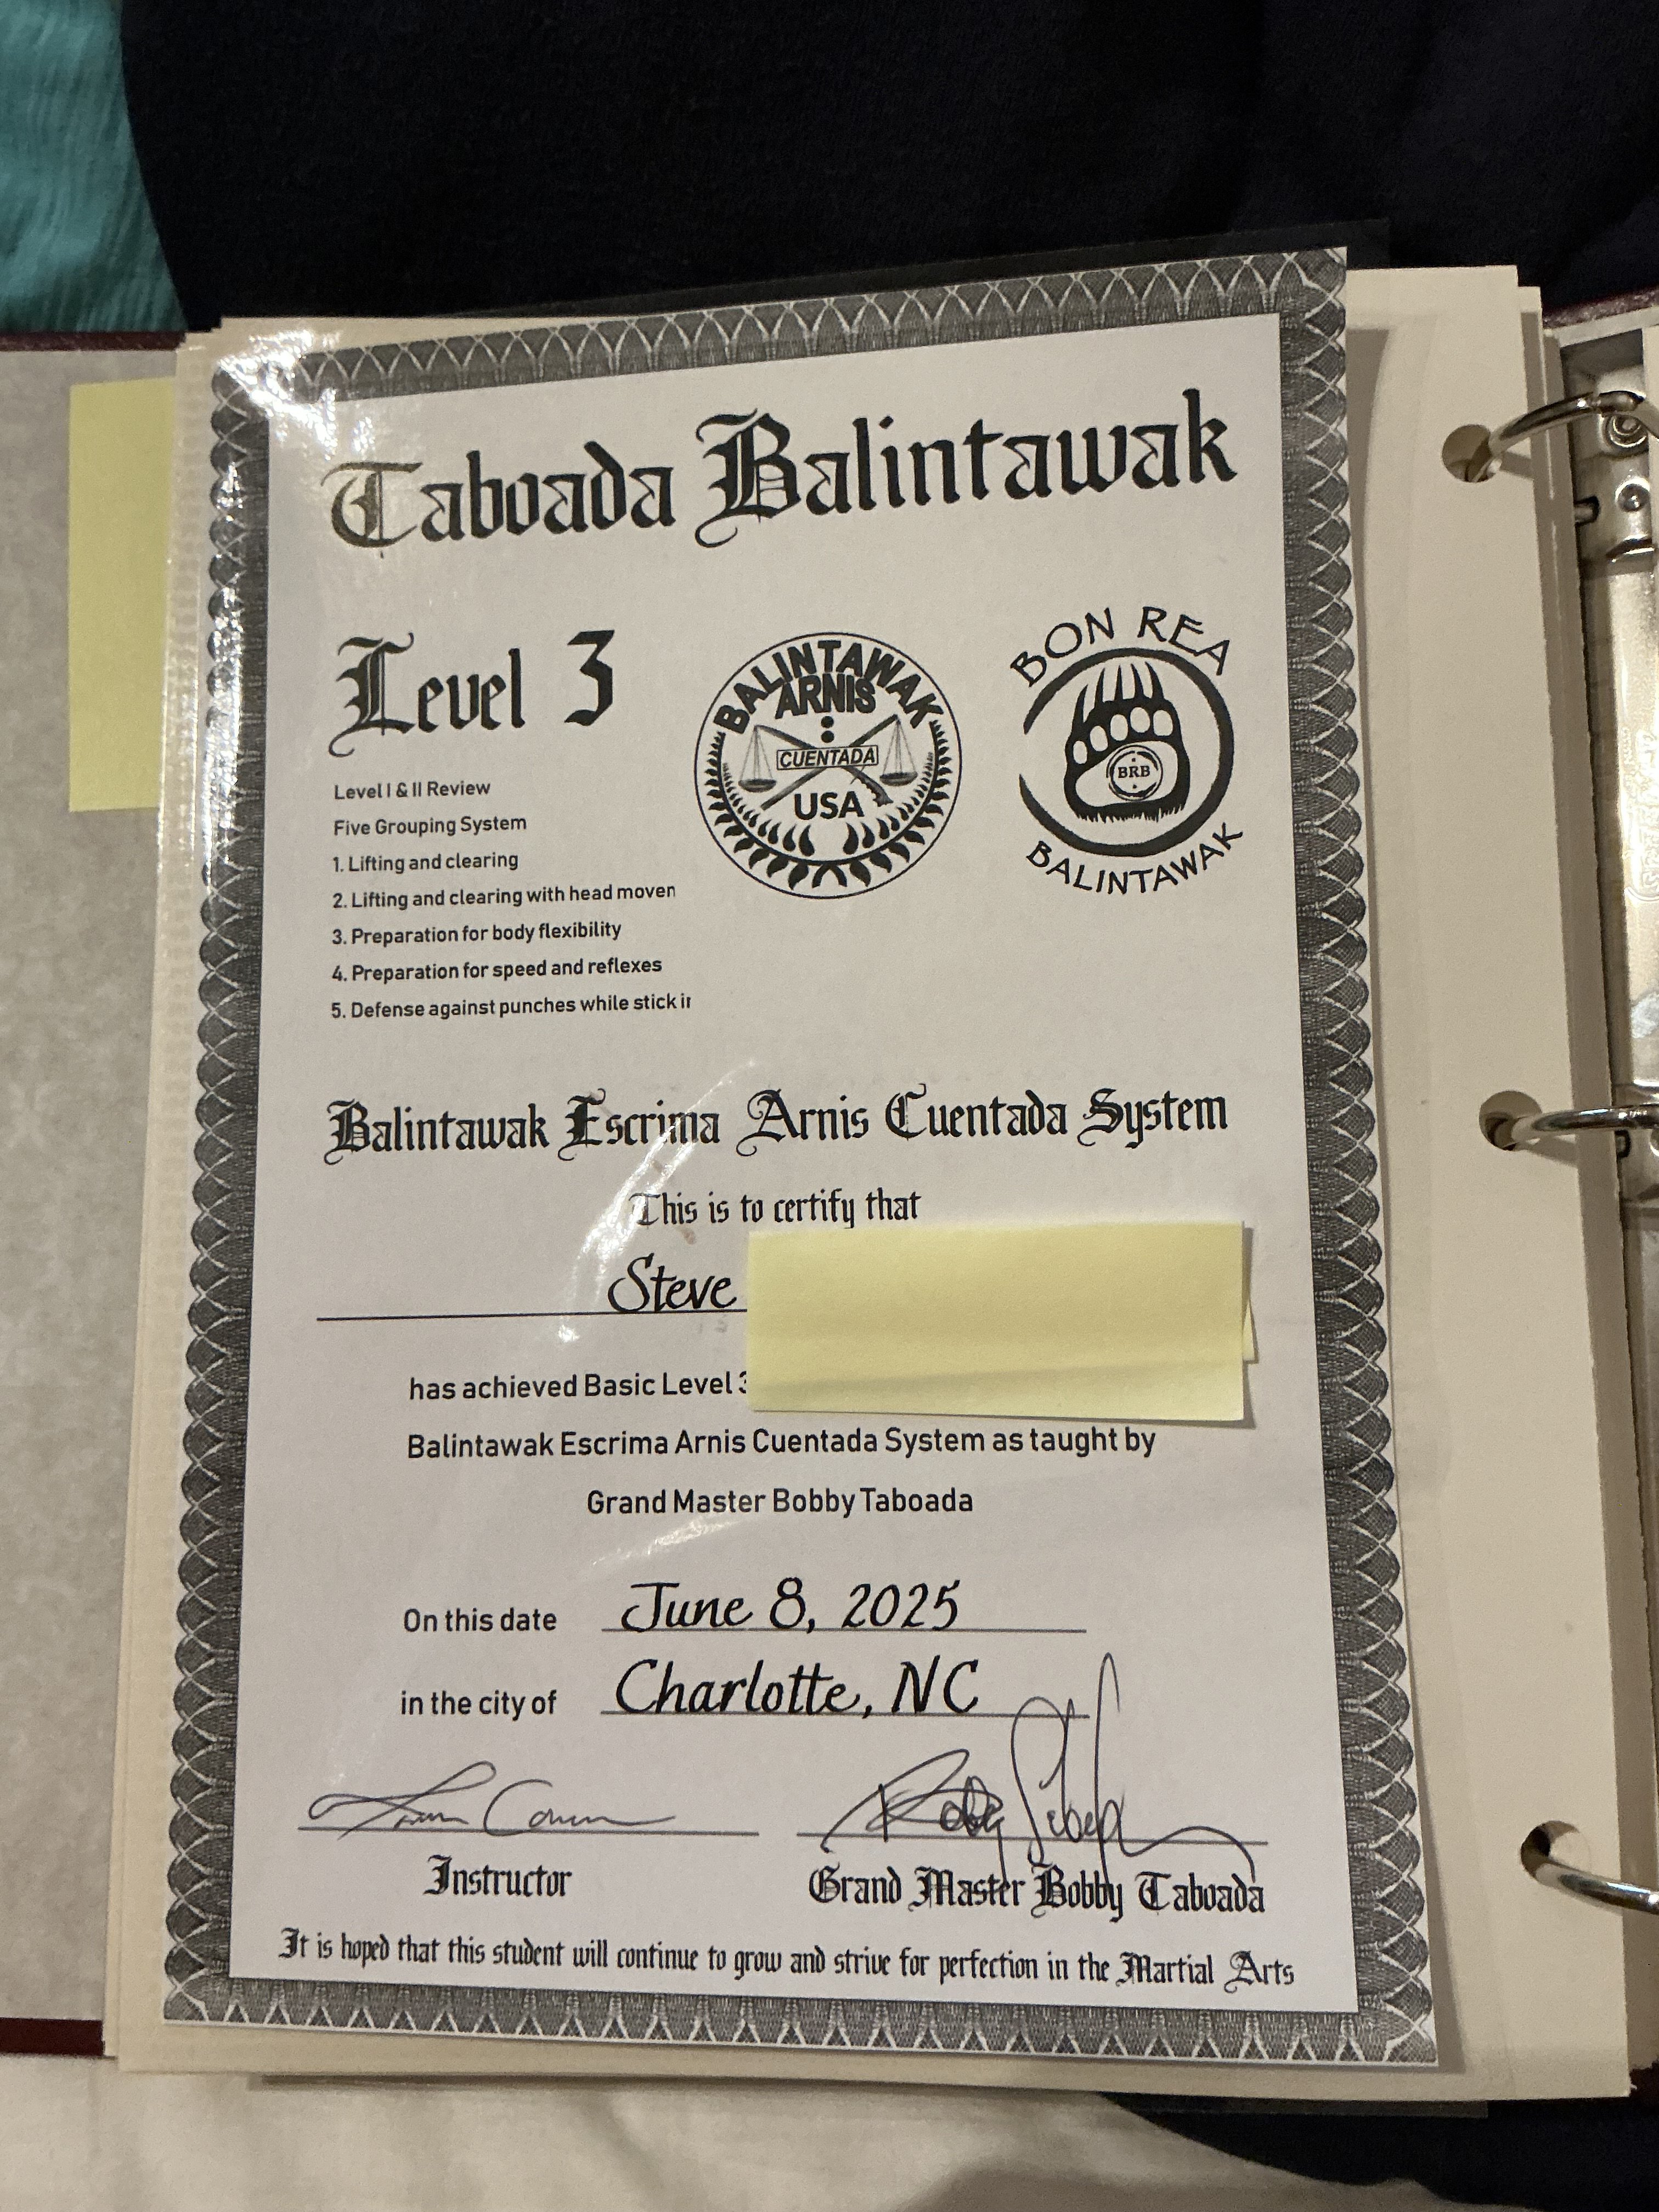 Taboada Balintawak
Level 3
Level I & II Review
Five Grouping System
1. Lifting and clearing
2. Lifting and clearing with head movem
3. Preparation for body flexibility
4. Preparation for speed and reflexes
5. Defense against punches while stick in
BALINTAWAK
ARNIS
CUENTADA
USA
BON REA
BRB
BALINTAWAK
Balintawak Escrima Arnis Cuentada System
This is to certify that
Steve
has achieved Basic Level 3
Balintawak Escrima Arnis Cuentada System as taught by
Grand Master Bobby Taboada
On this date June 8, 2025
in the city of Charlotte, NC
Instructor
Grand Master Bobby Taboada
It is hoped that this student will continue to grow and strive for perfection in the Martial Arts